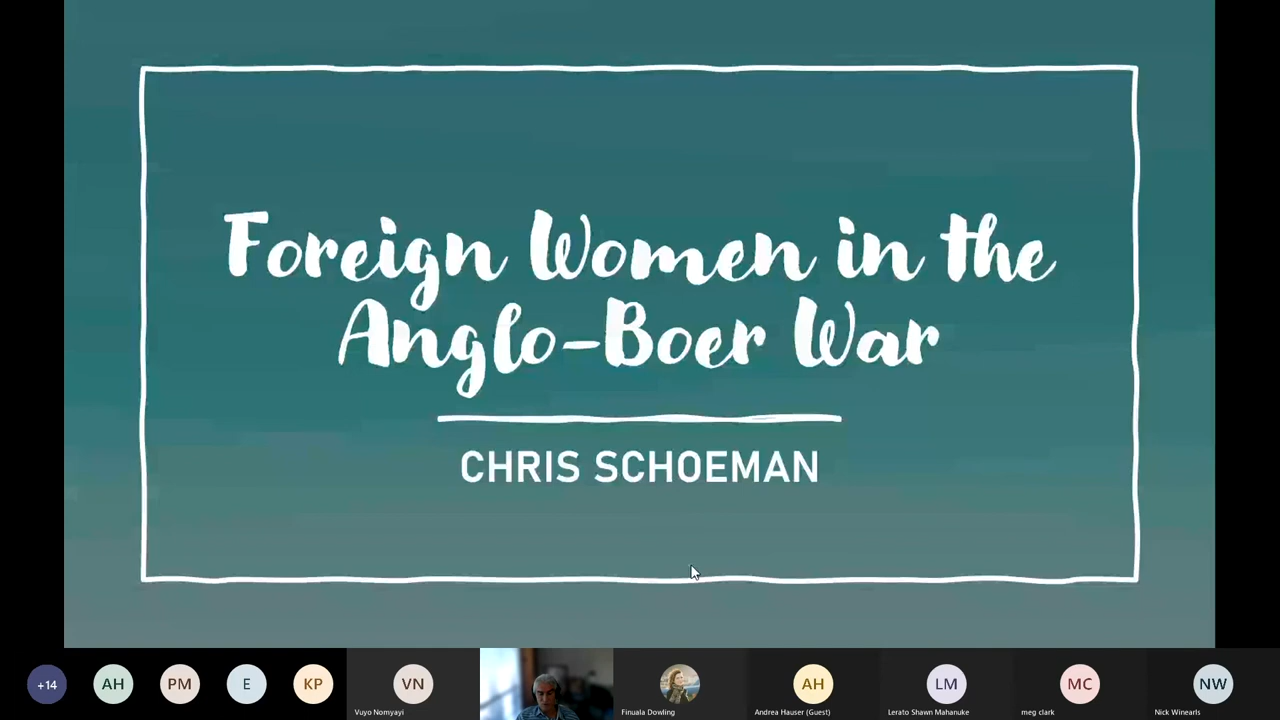 Foreign Women in the
Anglo-Boer War
CHRIS SCHOEMAN
+14
AH
PM
E
KP
VN
Vuyo Nomyayi
Finuala Dowling
AH
Andrea Hauser (Guest)
LM
Lerato Shawn Mahanuke
MC
meg clark
NW
Nick Winearls